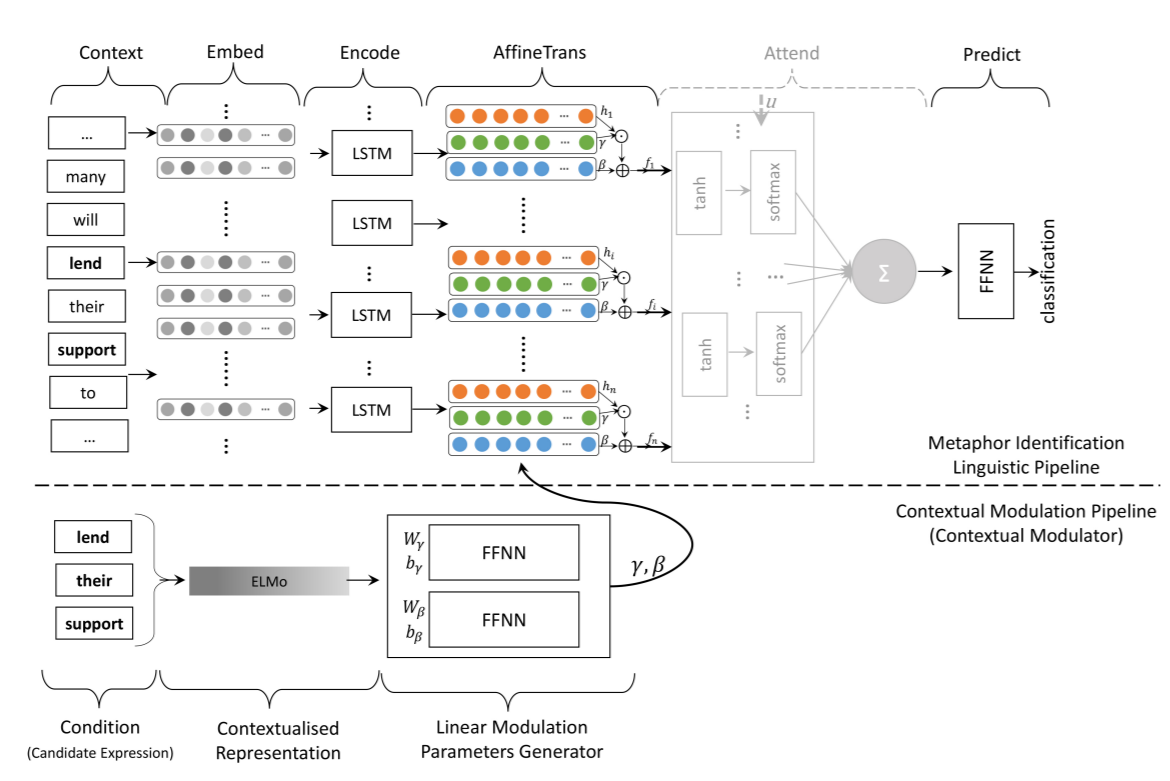 Context
Embed
Encode
AffineTrans
Attend
Predict
...
many
will
lend
their
support
to
...
LSTM
LSTM
LSTM
LSTM
h₁
γ
β
f₁
hᵢ
γ
β
fᵢ
hₙ
γ
β
fₙ
u
tanh
softmax
tanh
softmax
Σ
FFNN
classification
Metaphor Identification
Linguistic Pipeline
Contextual Modulation Pipeline
(Contextual Modulator)
lend
their
support
ELMo
Wγ
bγ
FFNN
Wβ
bβ
FFNN
γ, β
Condition
(Candidate Expression)
Contextualised
Representation
Linear Modulation
Parameters Generator